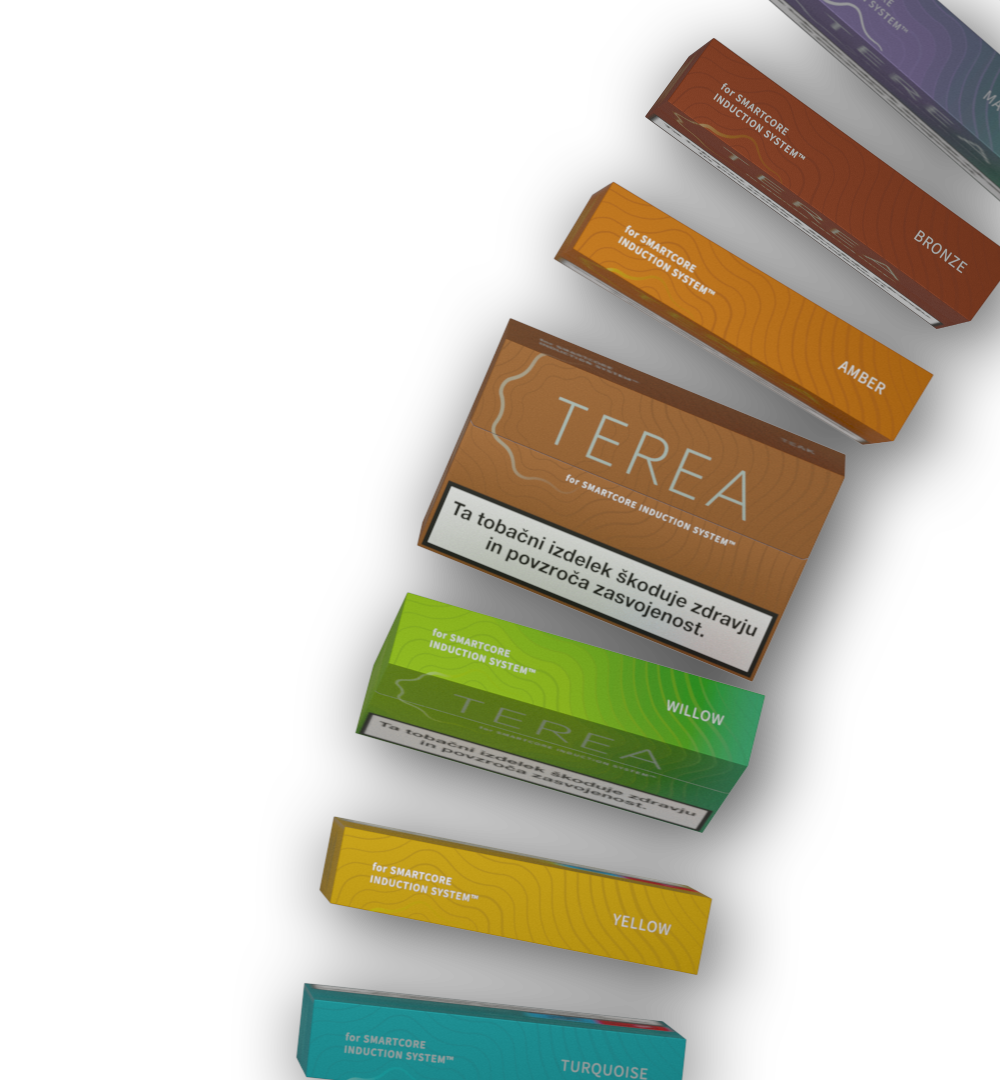 SYSTEM™
TEREA
MA
for SMARTCORE
INDUCTION SYSTEM™
TEREA
BRONZE
for SMARTCORE
INDUCTION SYSTEM™
AMBER
TEAK
TEREA
for SMARTCORE INDUCTION SYSTEM™
Ta tobačni izdelek škoduje zdravju
in povzroča zasvojenost.
for SMARTCORE
INDUCTION SYSTEM™
WILLOW
TEREA
for SMARTCORE INDUCTION SYSTEM™
Ta tobačni izdelek škoduje zdravju
in povzroča zasvojenost.
for SMARTCORE
INDUCTION SYSTEM™
YELLOW
for SMARTCORE
INDUCTION SYSTEM™
TURQUOISE